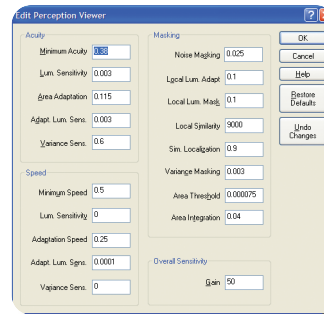 Edit Perception Viewer
Acuity
Minimum Acuity 0.38
Lum. Sensitivity 0.003
Area Adaptation 0.115
Adapt. Lum. Sens. 0.003
Variance Sens. 0.6
Speed
Minimum Speed 0.5
Lum. Sensitivity 0
Adaptation Speed 0.25
Adapt. Lum. Sens. 0.0001
Variance Sens. 0
Masking
Noise Masking 0.025
Local Lum. Adapt 0.1
Local Lum. Mask 0.1
Local Similarity 9000
Sim. Localization 0.9
Variance Masking 0.003
Area Threshold 0.000075
Area Integration 0.04
Overall Sensitivity
Gain 50
OK
Cancel
Help
Restore
Defaults
Undo
Changes